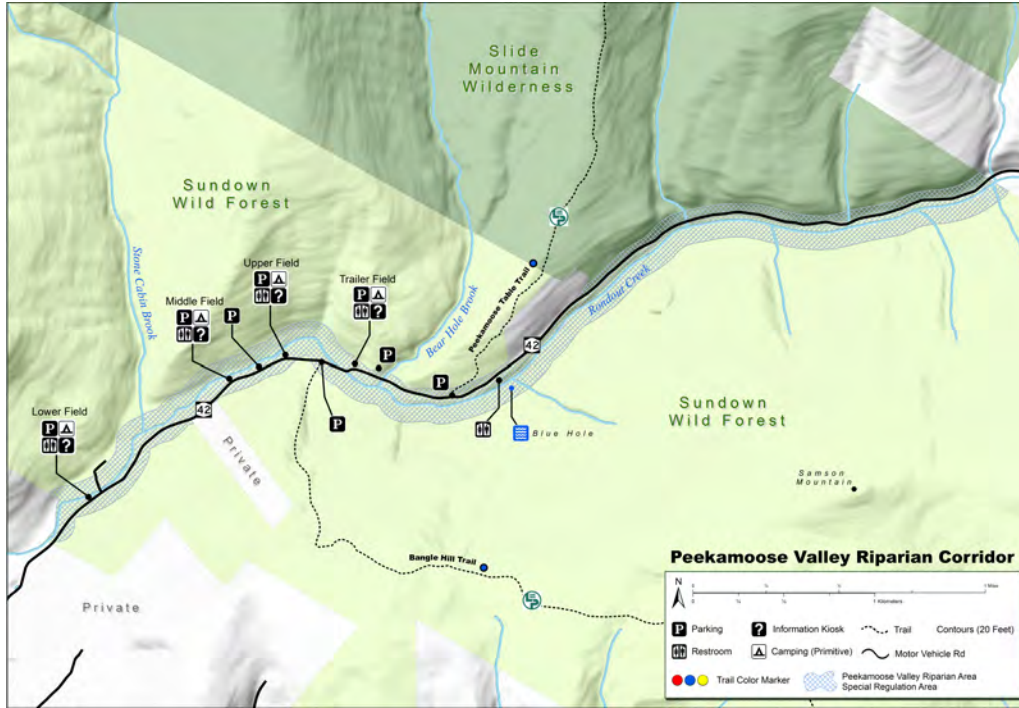 Slide
Mountain
Wilderness
Sundown
Wild Forest
Stone Cabin Brook
Upper Field
P
?
Trailer Field
P
?
Middle Field
P
?
P
P
Bear Hole Brook
Peekamoose Table Trail
Rondout Creek
42
P
42
Lower Field
P
?
P
Private
Blue Hole
Sundown
Wild Forest
Samson
Mountain
Bangle Hill Trail
Private
Peekamoose Valley Riparian Corridor
N
1 Miles
1 Kilometers
P Parking
? Information Kiosk
Trail
Contours (20 Feet)
Restroom
Camping (Primitive)
Motor Vehicle Rd
Trail Color Marker
Peekamoose Valley Riparian Area
Special Regulation Area